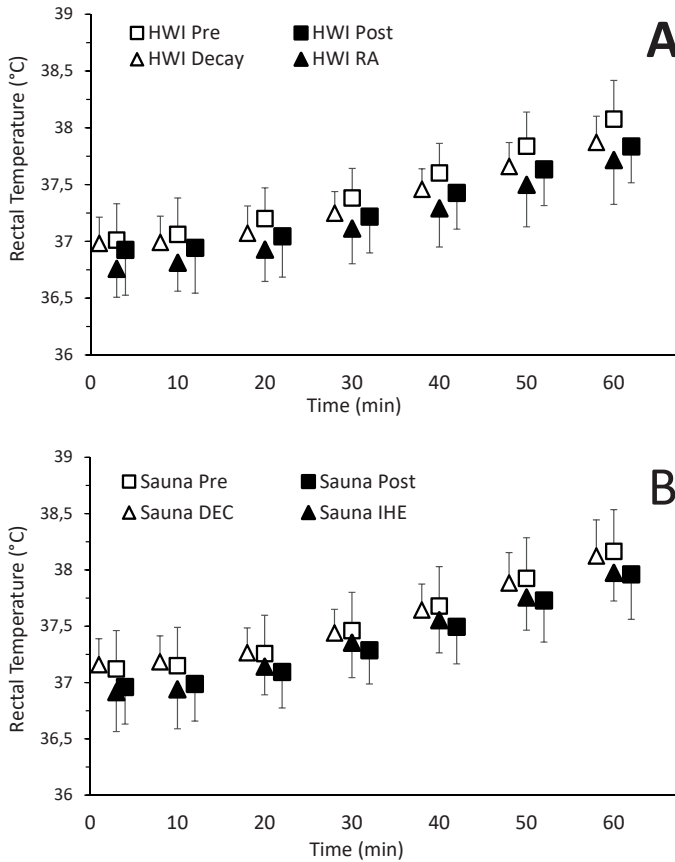 39
38,5
38
37,5
37
36,5
36
Rectal Temperature (°C)
HWI Pre
HWI Post
HWI Decay
HWI RA
A
0 10 20 30 40 50 60
Time (min)
39
38,5
38
37,5
37
36,5
36
Rectal Temperature (°C)
Sauna Pre
Sauna Post
Sauna DEC
Sauna IHE
B
0 10 20 30 40 50 60
Time (min)